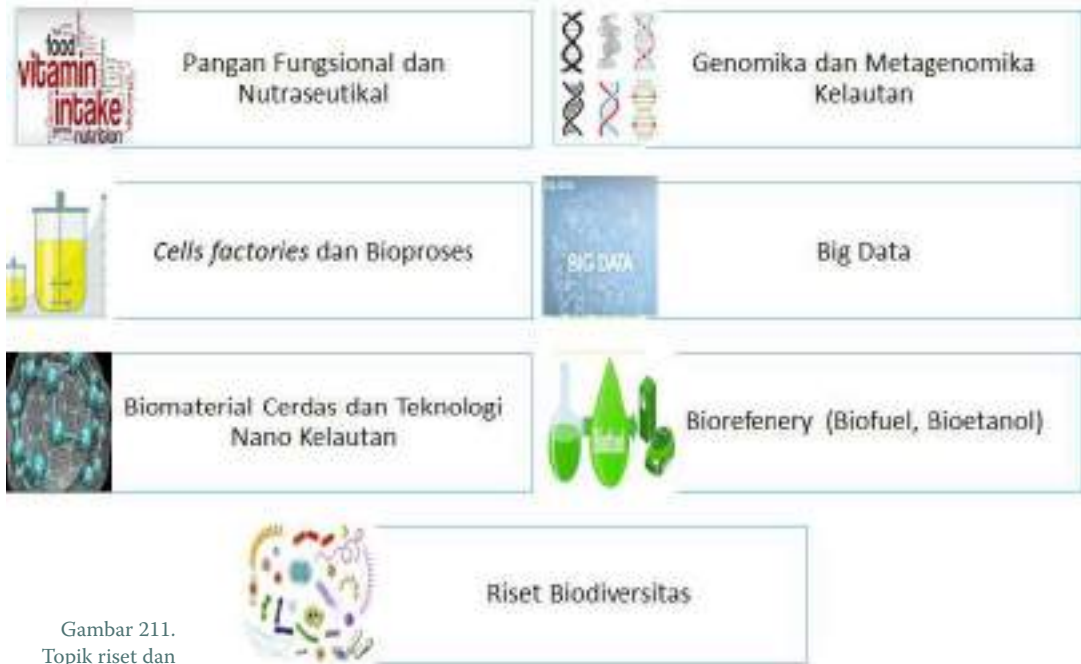 food
vitamin
intake
nutrition
Pangan Fungsional dan
Nutraseutikal
Genomika dan Metagenomika
Kelautan
Cells factories dan Bioproses
BIG DATA
Big Data
Biomaterial Cerdas dan Teknologi
Nano Kelautan
Biorefenery (Biofuel, Bioetanol)
Riset Biodiversitas
Gambar 211.
Topik riset dan